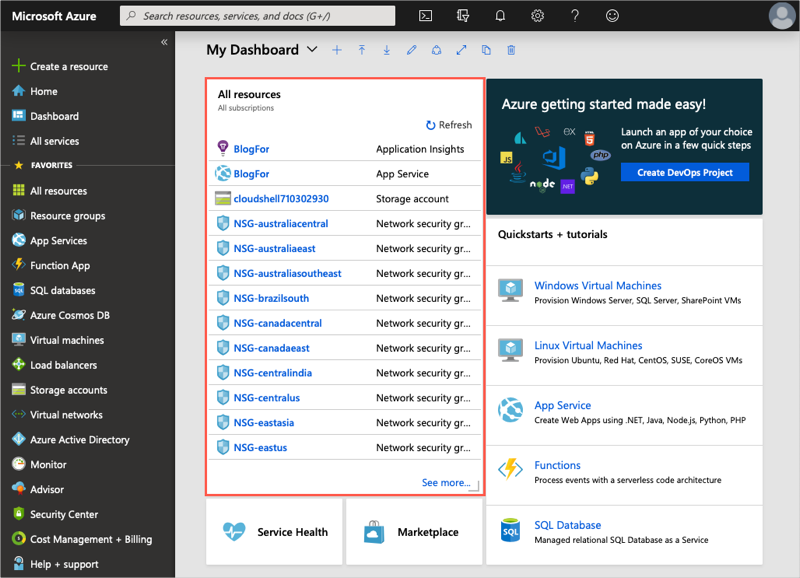 Microsoft Azure
Search resources, services, and docs (G+/)
«
Create a resource
Home
Dashboard
All services
FAVORITES
All resources
Resource groups
App Services
Function App
SQL databases
Azure Cosmos DB
Virtual machines
Load balancers
Storage accounts
Virtual networks
Azure Active Directory
Monitor
Advisor
Security Center
Cost Management + Billing
Help + support
My Dashboard
All resources
All subscriptions
Refresh
BlogFor Application Insights
BlogFor App Service
cloudshell710302930 Storage account
NSG-australiacentral Network security gr...
NSG-australiaeast Network security gr...
NSG-australiasoutheast Network security gr...
NSG-brazilsouth Network security gr...
NSG-canadacentral Network security gr...
NSG-canadaeast Network security gr...
NSG-centralindia Network security gr...
NSG-centralus Network security gr...
NSG-eastasia Network security gr...
NSG-eastus Network security gr...
See more...
Service Health
Marketplace
Azure getting started made easy!
Launch an app of your choice
on Azure in a few quick steps
Create DevOps Project
ex
JS
php
node
.NET
Quickstarts + tutorials
Windows Virtual Machines
Provision Windows Server, SQL Server, SharePoint VMs
Linux Virtual Machines
Provision Ubuntu, Red Hat, CentOS, SUSE, CoreOS VMs
App Service
Create Web Apps using .NET, Java, Node.js, Python, PHP
Functions
Process events with a serverless code architecture
SQL
SQL Database
Managed relational SQL Database as a Service